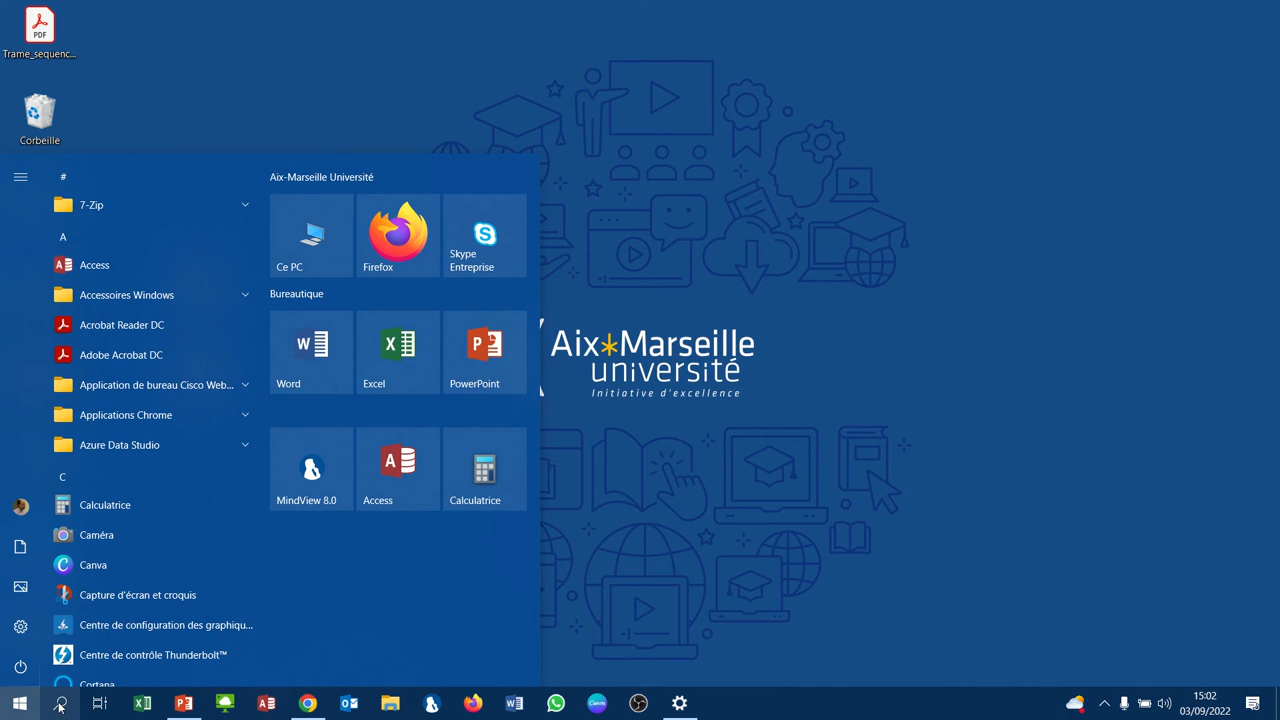 Trame_sequenc...
Corbeille
#
7-Zip
A
Access
Accessoires Windows
Acrobat Reader DC
Adobe Acrobat DC
Application de bureau Cisco Web...
Applications Chrome
Azure Data Studio
C
Calculatrice
Caméra
Canva
Capture d'écran et croquis
Centre de configuration des graphiqu...
Centre de contrôle Thunderbolt™
Cortana
Aix-Marseille Université
Ce PC
Firefox
Skype Entreprise
Bureautique
Word
Excel
PowerPoint
MindView 8.0
Access
Calculatrice
Aix*Marseille
université
Initiative d'excellence
15:02
03/09/2022